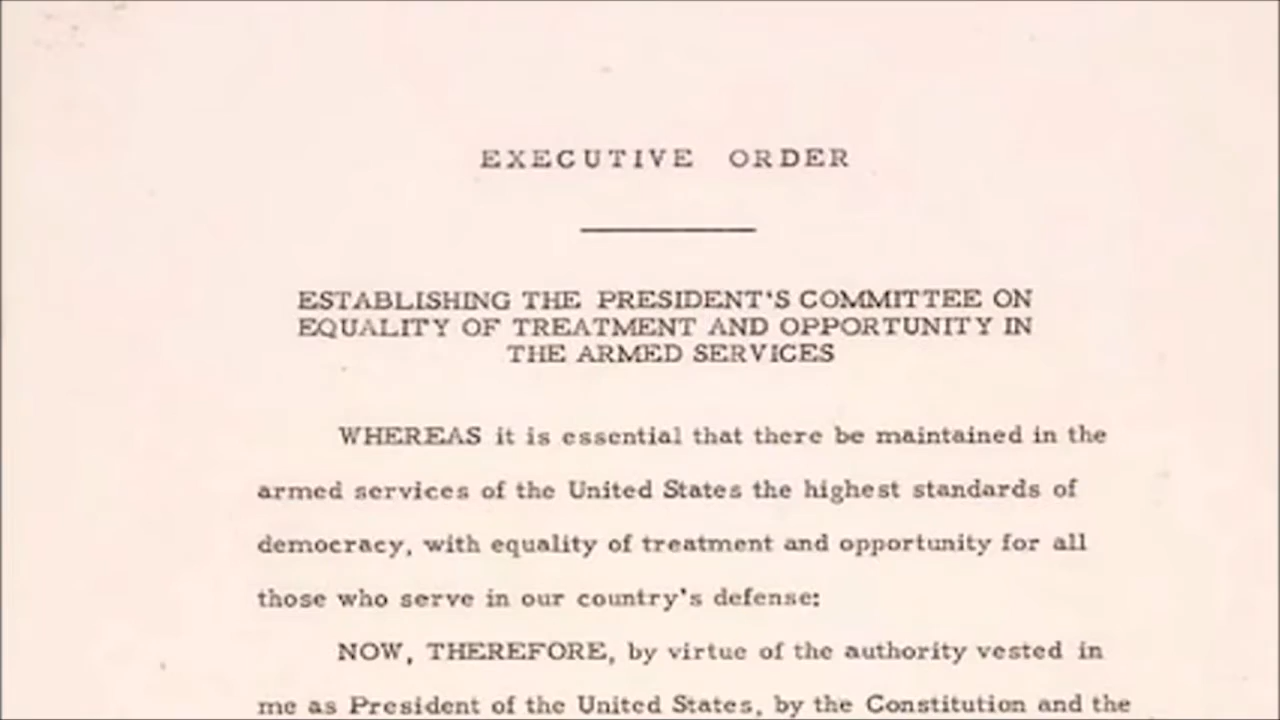 EXECUTIVE ORDER
ESTABLISHING THE PRESIDENT'S COMMITTEE ON
EQUALITY OF TREATMENT AND OPPORTUNITY IN
THE ARMED SERVICES
WHEREAS it is essential that there be maintained in the
armed services of the United States the highest standards of
democracy, with equality of treatment and opportunity for all
those who serve in our country's defense:
NOW, THEREFORE, by virtue of the authority vested in
me as President of the United States, by the Constitution and the